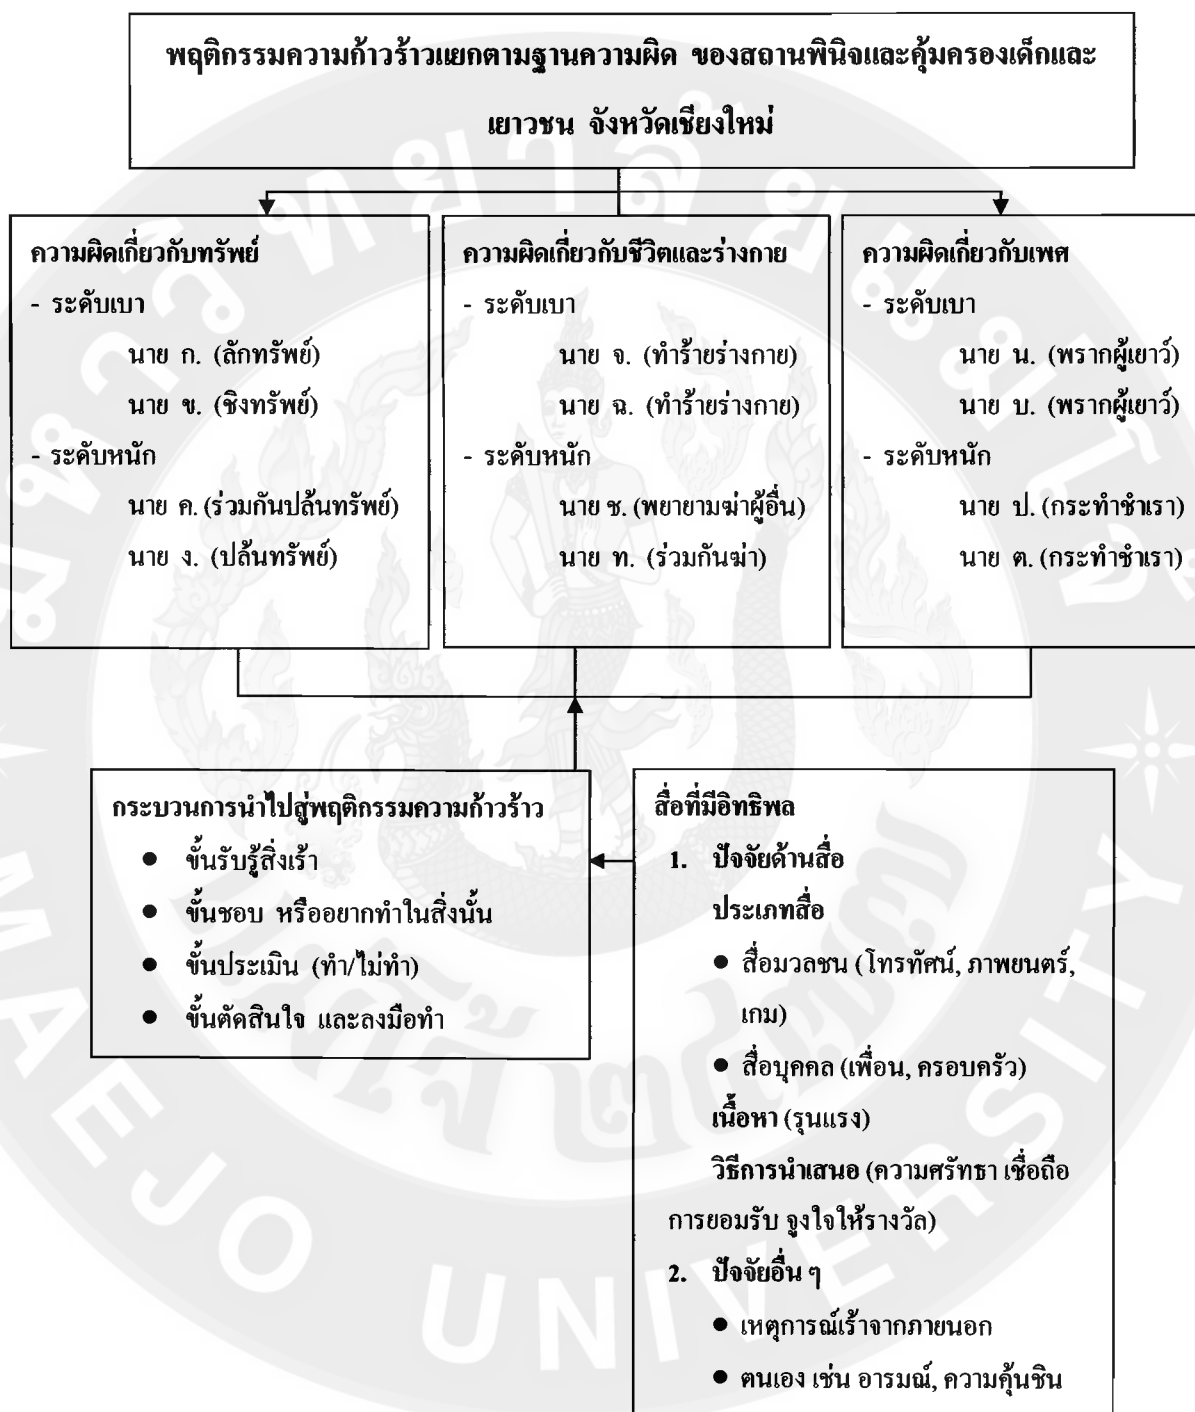 พฤติกรรมความก้าวร้าวแยกตามฐานความผิด ของสถานพินิจและคุ้มครองเด็กและ
เยาวชน จังหวัดเชียงใหม่
ความผิดเกี่ยวกับทรัพย์
- ระดับเบา
นาย ก. (ลักทรัพย์)
นาย ข. (ชิงทรัพย์)
- ระดับหนัก
นาย ค. (ร่วมกันปล้นทรัพย์)
นาย ง. (ปล้นทรัพย์)
ความผิดเกี่ยวกับชีวิตและร่างกาย
- ระดับเบา
นาย จ. (ทำร้ายร่างกาย)
นาย ฉ. (ทำร้ายร่างกาย)
- ระดับหนัก
นาย ช. (พยายามฆ่าผู้อื่น)
นาย ท. (ร่วมกันฆ่า)
ความผิดเกี่ยวกับเพศ
- ระดับเบา
นาย น. (พรากผู้เยาว์)
นาย บ. (พรากผู้เยาว์)
- ระดับหนัก
นาย ป. (กระทำชำเรา)
นาย ต. (กระทำชำเรา)
กระบวนการนำไปสู่พฤติกรรมความก้าวร้าว
● ขั้นรับรู้สิ่งเร้า
● ขั้นชอบ หรืออยากทำในสิ่งนั้น
● ขั้นประเมิน (ทำ/ไม่ทำ)
● ขั้นตัดสินใจ และลงมือทำ
สื่อที่มีอิทธิพล
1. ปัจจัยด้านสื่อ
ประเภทสื่อ
● สื่อมวลชน (โทรทัศน์, ภาพยนตร์,
เกม)
● สื่อบุคคล (เพื่อน, ครอบครัว)
เนื้อหา (รุนแรง)
วิธีการนำเสนอ (ความศรัทธา เชื่อถือ
การยอมรับ จูงใจให้รางวัล)
2. ปัจจัยอื่น ๆ
● เหตุการณ์เร้าจากภายนอก
● ตนเอง เช่น อารมณ์, ความคุ้นชิน
มหาวิทยาลัยแม่โจ้
MAEJO UNIVERSITY
แม่โจ้ ๒๔๗๗